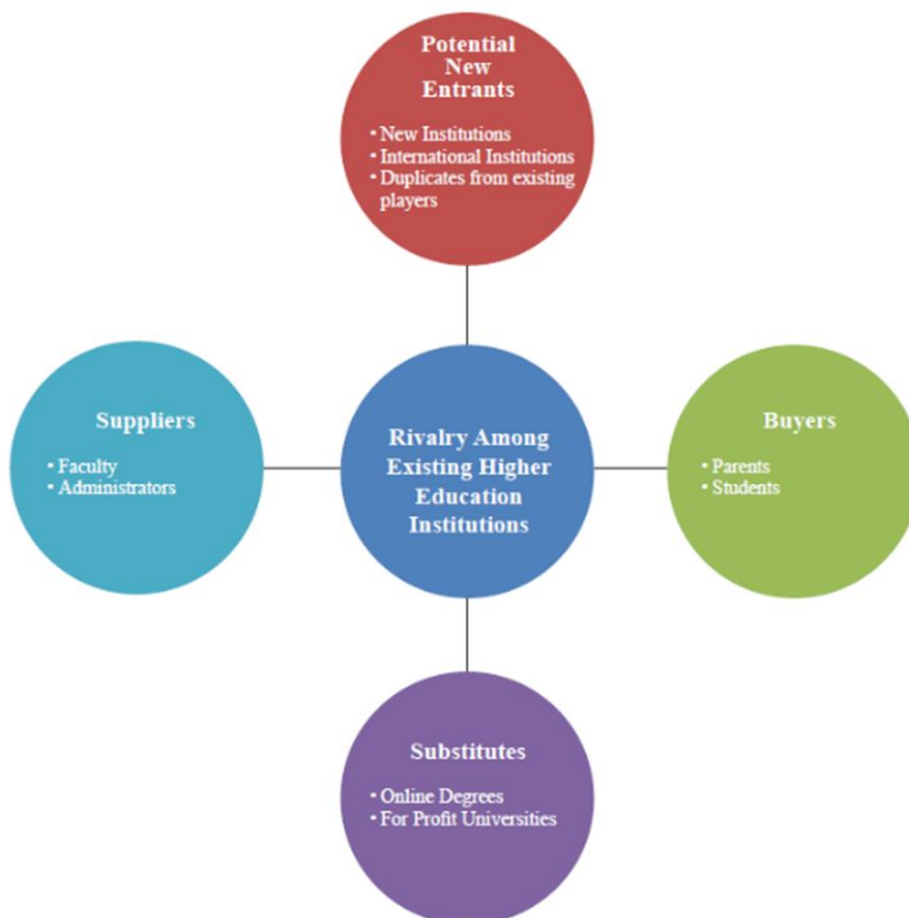 Potential
New
Entrants
• New Institutions
• International Institutions
• Duplicates from existing
players
Suppliers
• Faculty
• Administrators
Rivalry Among
Existing Higher
Education
Institutions
Buyers
• Parents
• Students
Substitutes
• Online Degrees
• For Profit Universities